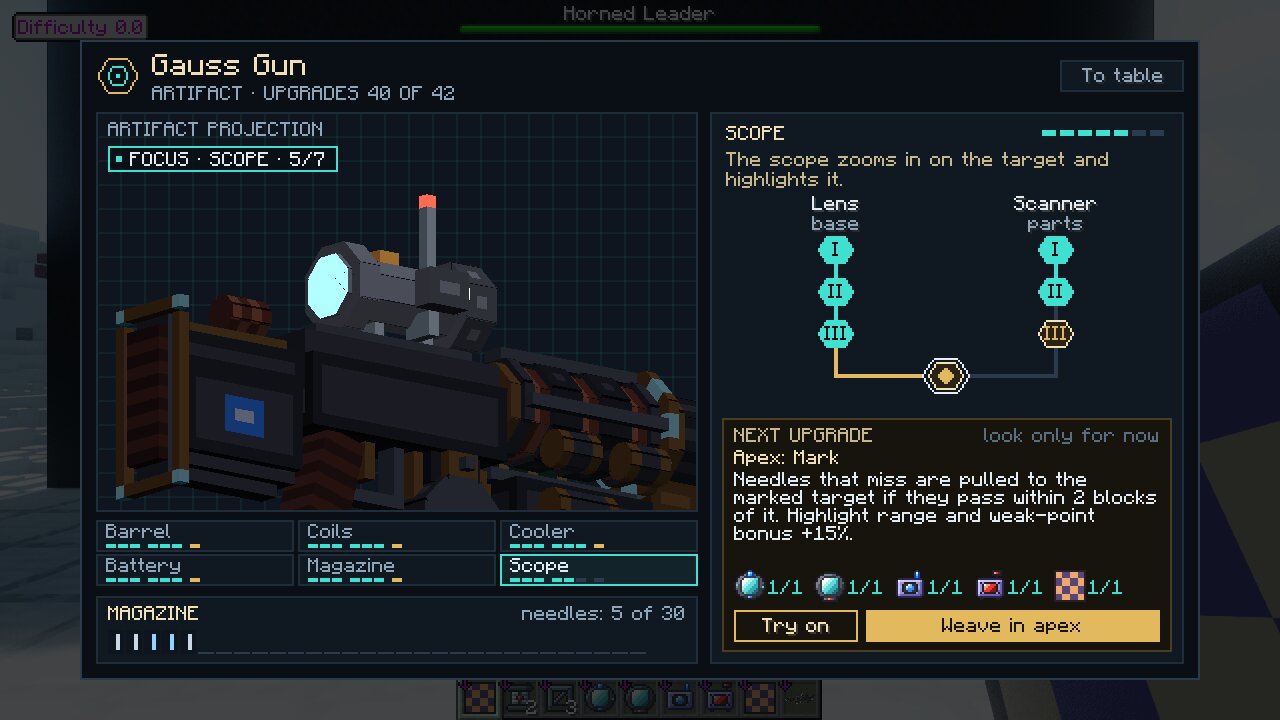 Horned Leader
Difficulty 0.0
Gauss Gun
ARTIFACT · UPGRADES 40 OF 42
To table
ARTIFACT PROJECTION
FOCUS · SCOPE · 5/7
SCOPE
The scope zooms in on the target and
highlights it.
Lens
base
Scanner
parts
I
I
II
II
III
III
NEXT UPGRADE
look only for now
Apex: Mark
Needles that miss are pulled to the
marked target if they pass within 2 blocks
of it. Highlight range and weak-point
bonus +15%.
1/1 1/1 1/1 1/1 1/1
Try on
Weave in apex
Barrel
Coils
Cooler
Battery
Magazine
Scope
MAGAZINE
needles: 5 of 30
2
3